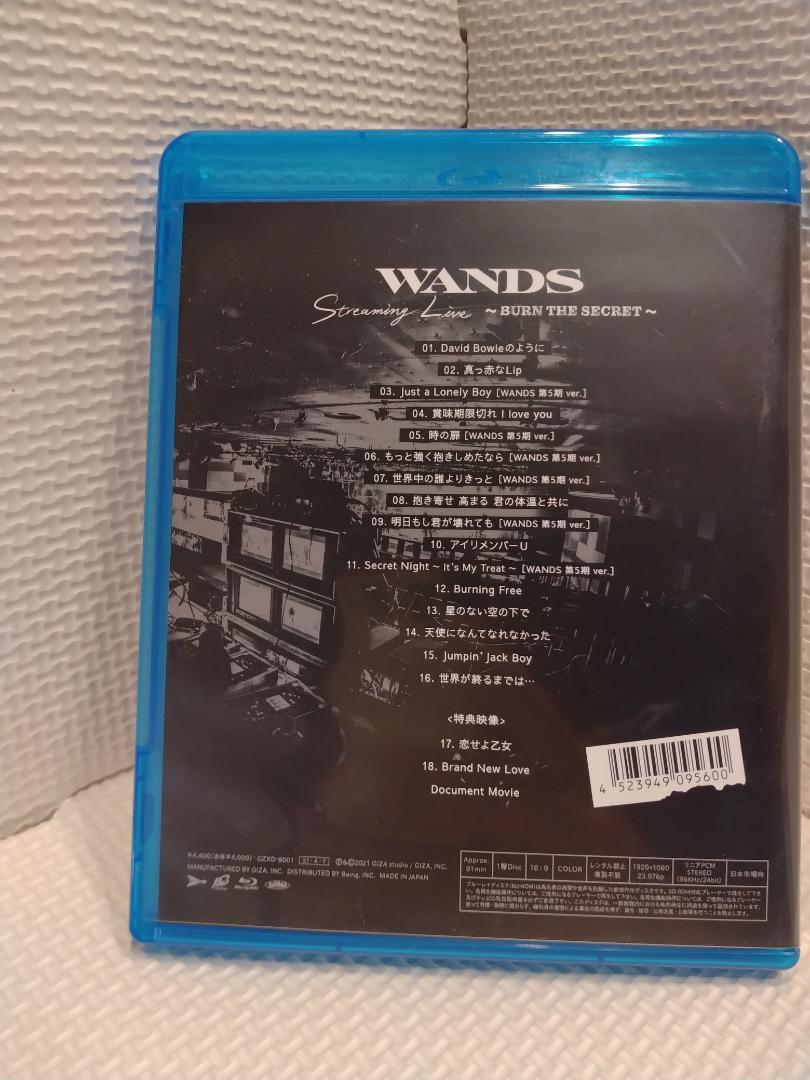 WANDS
Streaming Live ～BURN THE SECRET～
01. David Bowieのように
02. 真っ赤なLip
03. Just a Lonely Boy [WANDS 第5期 ver.]
04. 賞味期限切れ I love you
05. 時の扉 [WANDS 第5期 ver.]
06. もっと強く抱きしめたなら [WANDS 第5期 ver.]
07. 世界中の誰よりきっと [WANDS 第5期 ver.]
08. 抱き寄せ 高まる 君の体温と共に
09. 明日もし君が壊れても [WANDS 第5期 ver.]
10. アイリメンバーU
11. Secret Night ～ It's My Treat ～ [WANDS 第5期 ver.]
12. Burning Free
13. 星のない空の下で
14. 天使になんてなれなかった
15. Jumpin' Jack Boy
16. 世界が終るまでは…
<特典映像>
17. 恋せよ乙女
18. Brand New Love
Document Movie
4 523949 095600
¥4,400(本体¥4,000) GZXD-8001 21・4・7 ℗&©2021 GIZA studio / GIZA, INC.
MANUFACTURED BY GIZA, INC. DISTRIBUTED BY Being, INC. MADE IN JAPAN
Approx. 91min 1層Disc 16:9 COLOR レンタル禁止 複製不能 1920×1080 23.976p リニアPCM STEREO (96KHz/24bit) 日本市場向